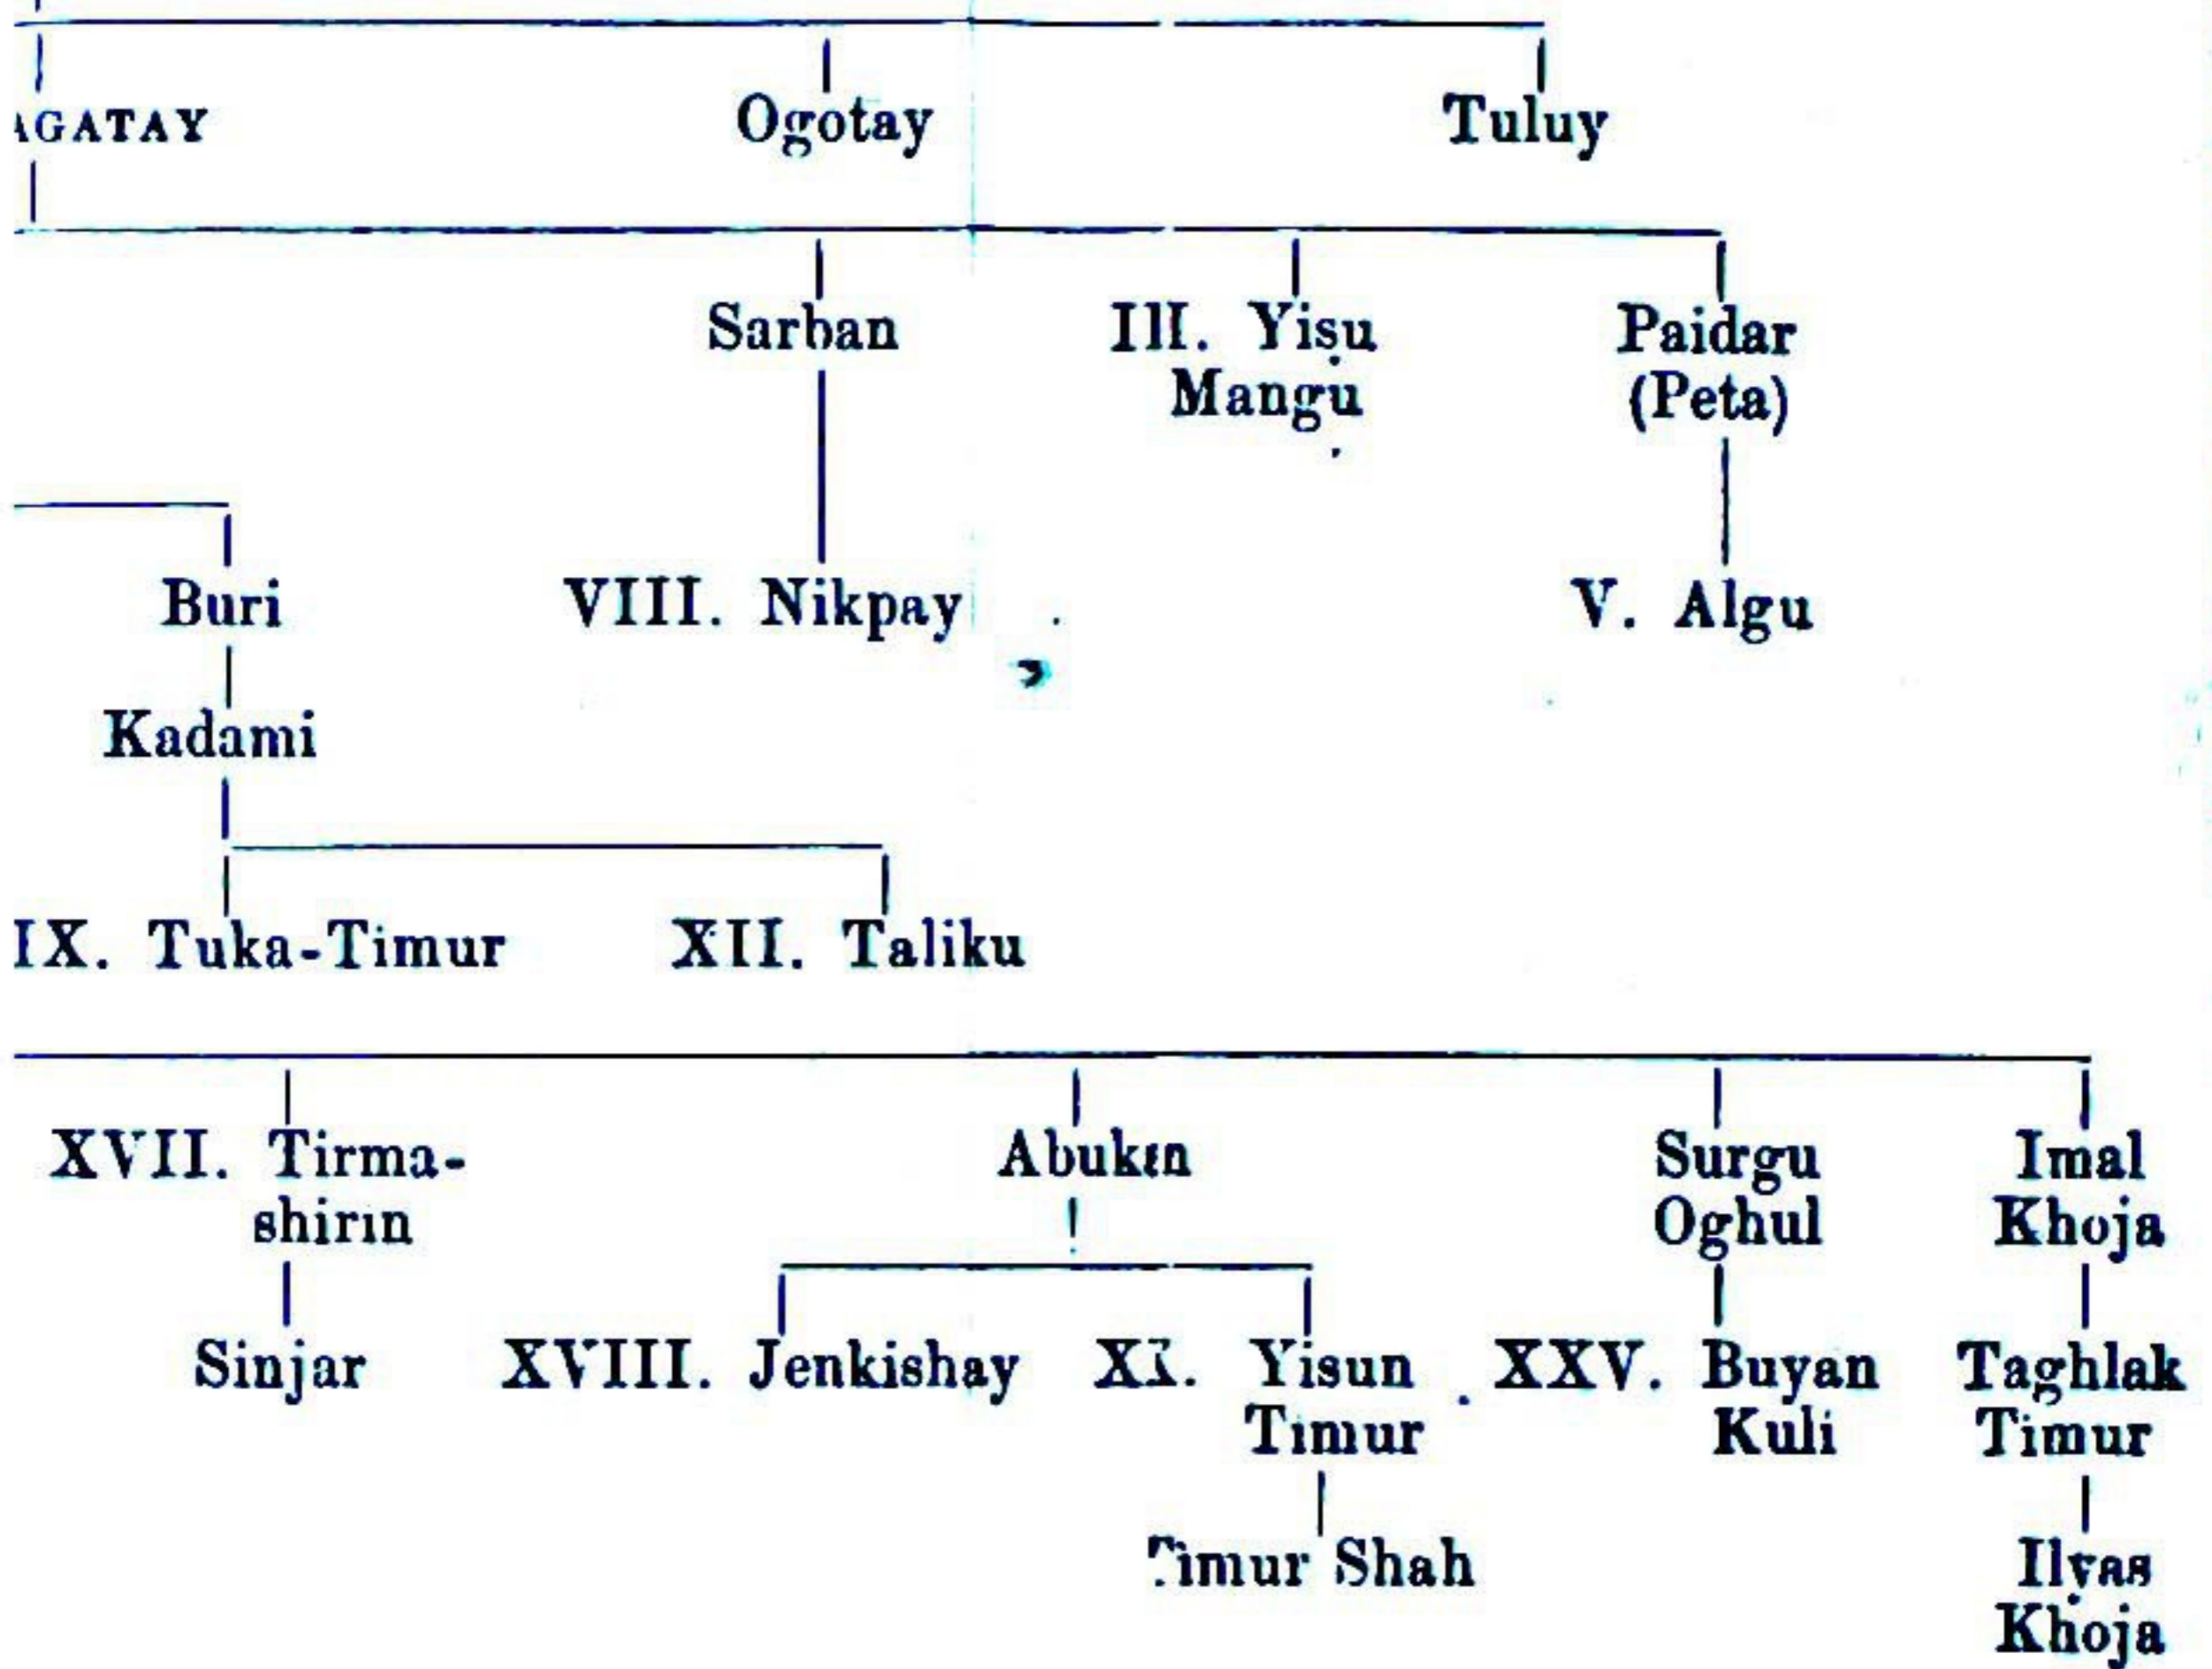 AGATAY Ogotay Tuluy
Sarban III. Yisu Paidar
Mangu (Peta)
Buri VIII. Nikpay V. Algu
Kadami
IX. Tuka-Timur XII. Taliku
XVII. Tirma- Abukan Surgu Imal
shirin Oghul Khoja
Sinjar XVIII. Jenkishay Yisun XXV. Buyan Taghlak
Timur Kuli Timur
Timur Shah Ilyas
Khoja